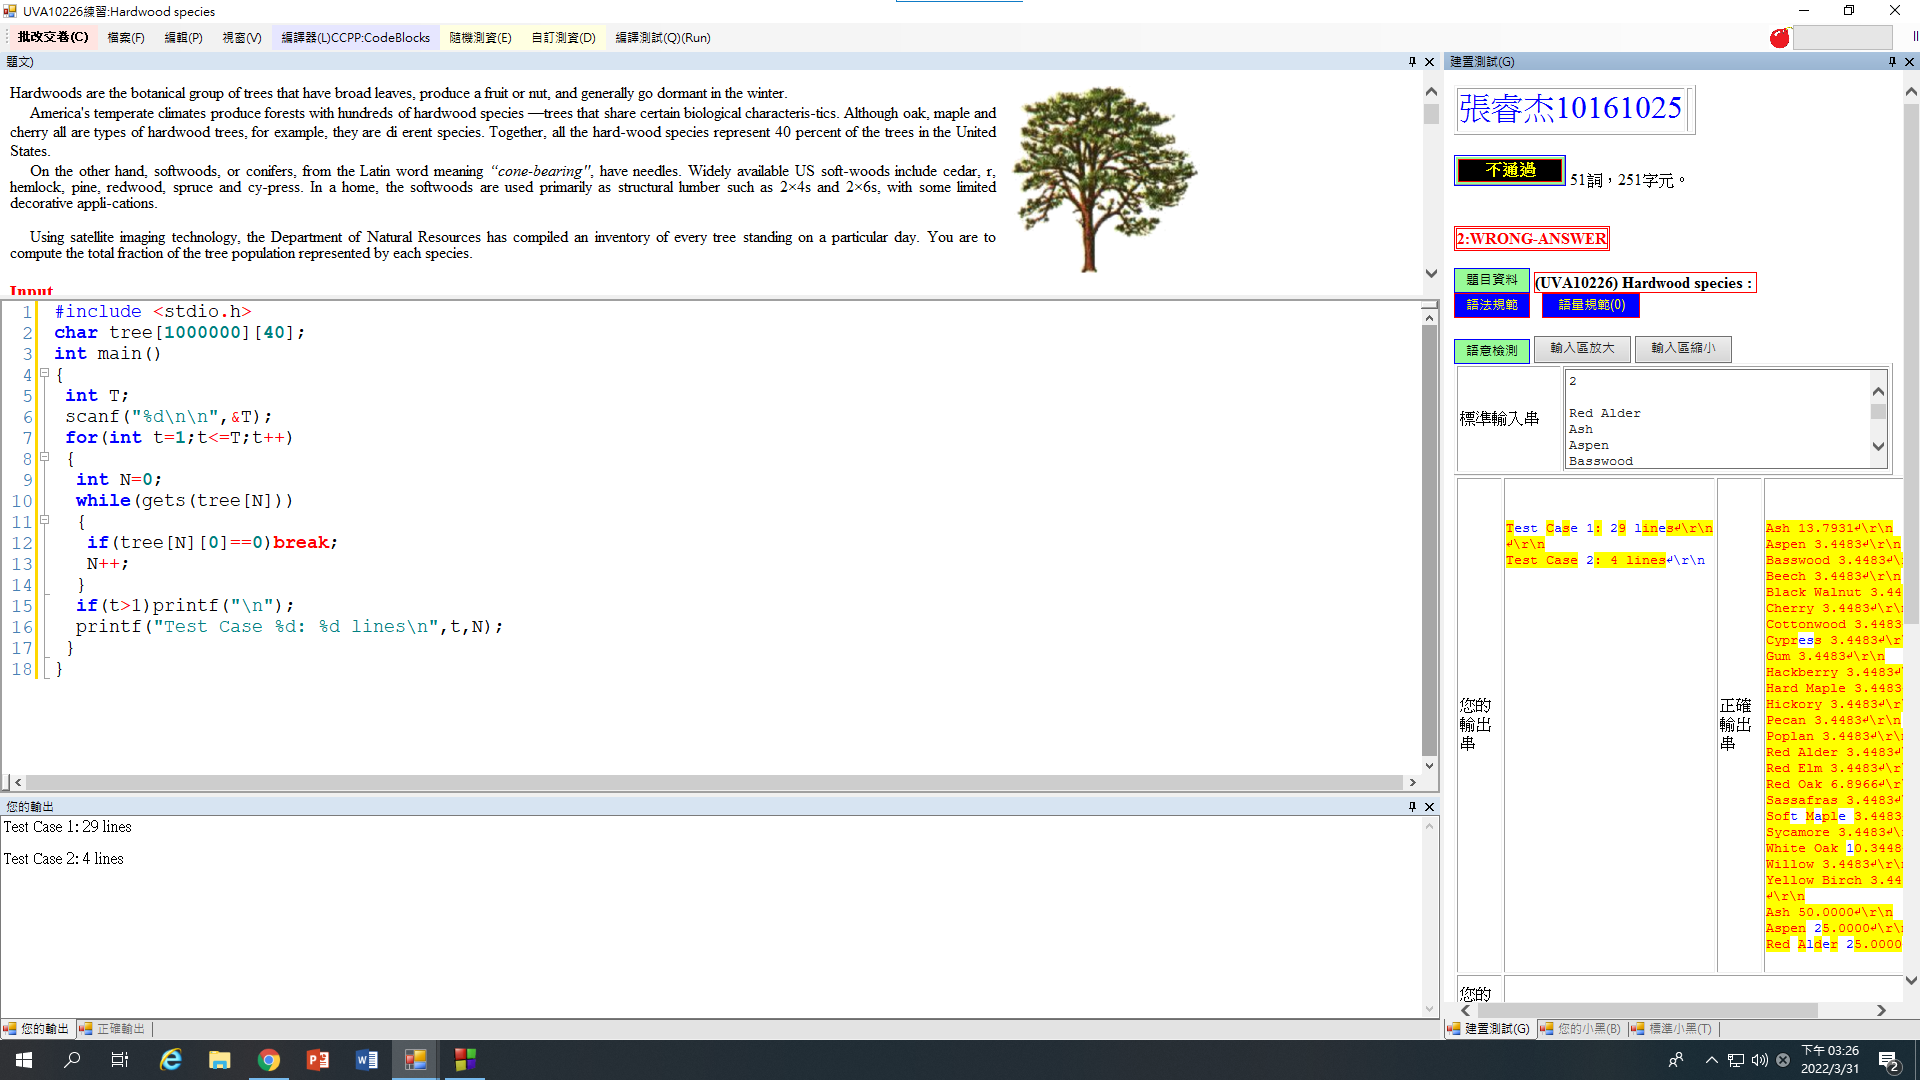 UVA10226練習:Hardwood species
批改交卷(C) 檔案(F) 編輯(P) 視窗(V) 編譯器(L)CCPP:CodeBlocks 隨機測資(E) 自訂測資(D) 編譯測試(Q)(Run)
題文)
Hardwoods are the botanical group of trees that have broad leaves, produce a fruit or nut, and generally go dormant in the winter.
America's temperate climates produce forests with hundreds of hardwood species —trees that share certain biological characteris-tics. Although oak, maple and
cherry all are types of hardwood trees, for example, they are di erent species. Together, all the hard-wood species represent 40 percent of the trees in the United
States.
On the other hand, softwoods, or conifers, from the Latin word meaning “cone-bearing", have needles. Widely available US soft-woods include cedar, r,
hemlock, pine, redwood, spruce and cy-press. In a home, the softwoods are used primarily as structural lumber such as 2×4s and 2×6s, with some limited
decorative appli-cations.
Using satellite imaging technology, the Department of Natural Resources has compiled an inventory of every tree standing on a particular day. You are to
compute the total fraction of the tree population represented by each species.
Input
1 #include <stdio.h>
2 char tree[1000000][40];
3 int main()
4 {
5 int T;
6 scanf("%d\n\n",&T);
7 for(int t=1;t<=T;t++)
8 {
9 int N=0;
10 while(gets(tree[N]))
11 {
12 if(tree[N][0]==0)break;
13 N++;
14 }
15 if(t>1)printf("\n");
16 printf("Test Case %d: %d lines\n",t,N);
17 }
18 }
您的輸出
Test Case 1: 29 lines
Test Case 2: 4 lines
您的輸出 正確輸出
建置測試(G)
張睿杰10161025
不通過 51詞，251字元。
2:WRONG-ANSWER
題目資料 (UVA10226) Hardwood species :
語法規範 語量規範(0)
語意檢測 輸入區放大 輸入區縮小
標準輸入串
2
Red Alder
Ash
Aspen
Basswood
您的
輸出
串
Test Case 1: 29 lines↲\r\n
↲\r\n
Test Case 2: 4 lines↲\r\n
正確
輸出
串
Ash 13.7931↲\r\n
Aspen 3.4483↲\r\n
Basswood 3.4483↲\
Beech 3.4483↲\r\n
Black Walnut 3.44
Cherry 3.4483↲\r\
Cottonwood 3.4483
Cypress 3.4483↲\r
Gum 3.4483↲\r\n
Hackberry 3.4483↲
Hard Maple 3.4483
Hickory 3.4483↲\r
Pecan 3.4483↲\r\n
Poplan 3.4483↲\r\
Red Alder 3.4483↲
Red Elm 3.4483↲\r
Red Oak 6.8966↲\r
Sassafras 3.4483↲
Soft Maple 3.4483
Sycamore 3.4483↲\
White Oak 10.3448
Willow 3.4483↲\r\
Yellow Birch 3.44
↲\r\n
Ash 50.0000↲\r\n
Aspen 25.0000↲\r\
Red Alder 25.0000
您的
建置測試(G) 您的小黑(B) 標準小黑(T)
下午 03:26
2022/3/31
2